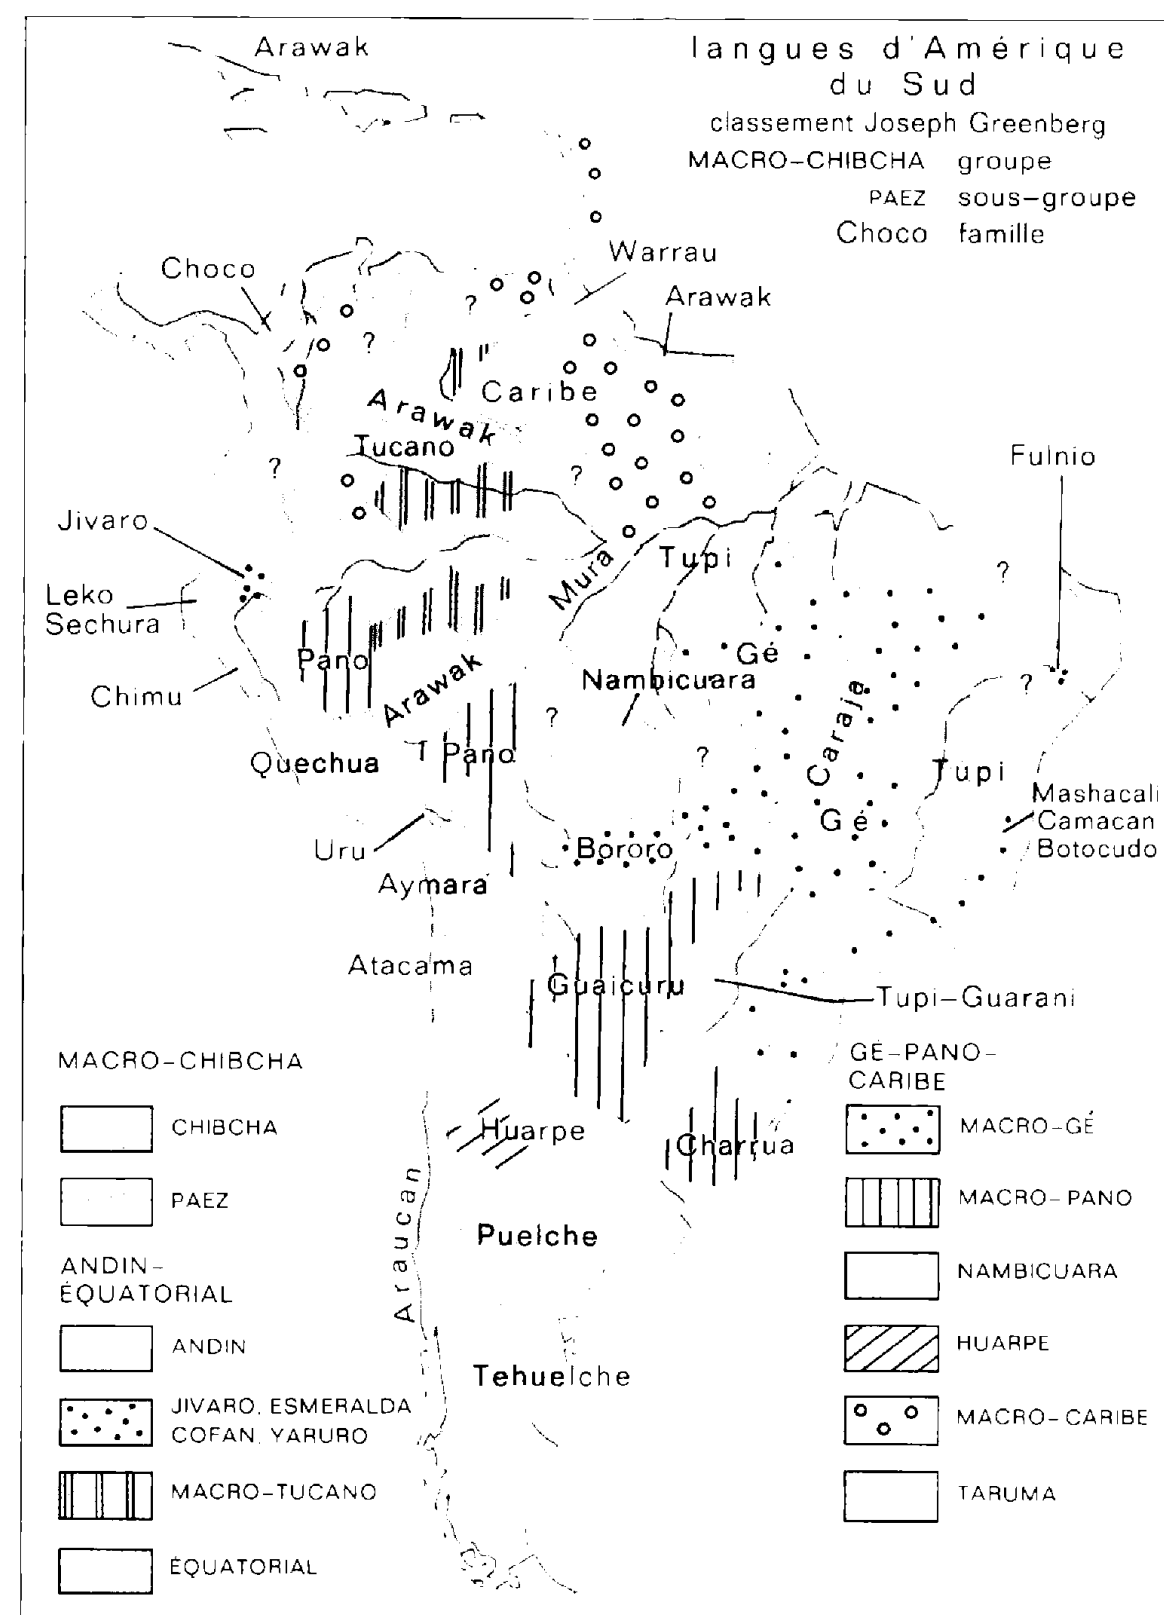 langues d'Amérique
du Sud
classement Joseph Greenberg
MACRO-CHIBCHA groupe
PAEZ sous-groupe
Choco famille
Arawak
Warrau
Choco
Arawak
?
?
Caribe
Arawak
Tucano
?
?
Fulnio
Jivaro
Tupi
Mura
?
Leko
Sechura
Pano
Gé
Arawak
Nambicuara
?
Chimu
Caraja
?
Quechua
Pano
?
Tupi
Mashacali
Camacan
Botocudo
Gé
Uru
Bororo
Aymara
Atacama
Guaicuru
Tupi-Guarani
Huarpe
Charrua
Araucan
Puelche
Tehuelche
MACRO-CHIBCHA
CHIBCHA
PAEZ
ANDIN-
ÉQUATORIAL
ANDIN
JIVARO, ESMERALDA
COFAN, YARURO
MACRO-TUCANO
ÉQUATORIAL
GÉ-PANO-
CARIBE
MACRO-GÉ
MACRO-PANO
NAMBICUARA
HUARPE
MACRO-CARIBE
TARUMA